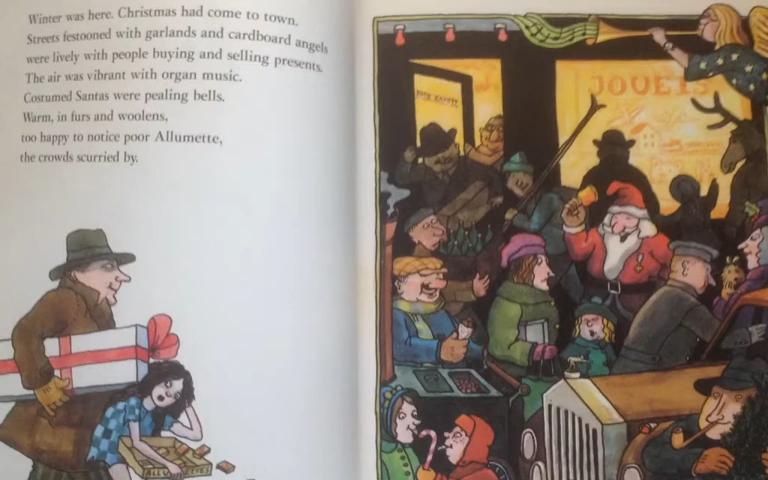 Winter was here. Christmas had come to town.
Streets festooned with garlands and cardboard angels
were lively with people buying and selling presents.
The air was vibrant with organ music.
Costumed Santas were pealing bells.
Warm, in furs and woolens,
too happy to notice poor Allumette,
the crowds scurried by.
JOUETS